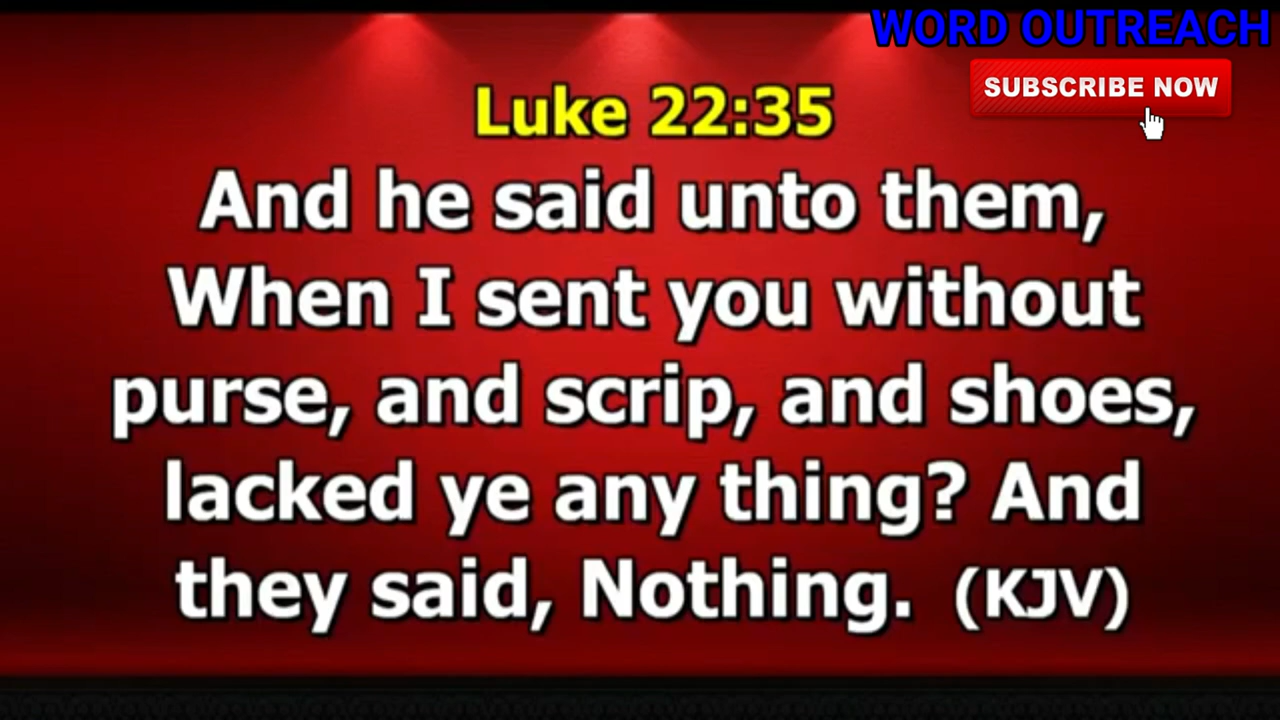 WORD OUTREACH
SUBSCRIBE NOW
Luke 22:35
And he said unto them,
When I sent you without
purse, and scrip, and shoes,
lacked ye any thing? And
they said, Nothing. (KJV)